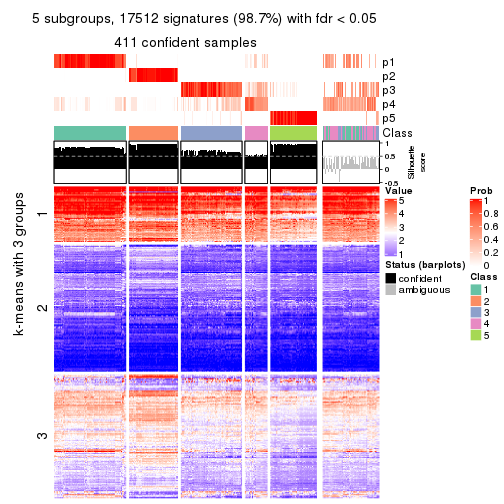 5 subgroups, 17512 signatures (98.7%) with fdr < 0.05
411 confident samples
p1
p2
p3
p4
p5
Class
1
0.5
0
-0.5
Silhouette
score
k-means with 3 groups
1
2
3
Value
5
4
3
2
1
Status (barplots)
confident
ambiguous
Prob
1
0.8
0.6
0.4
0.2
0
Class
1
2
3
4
5